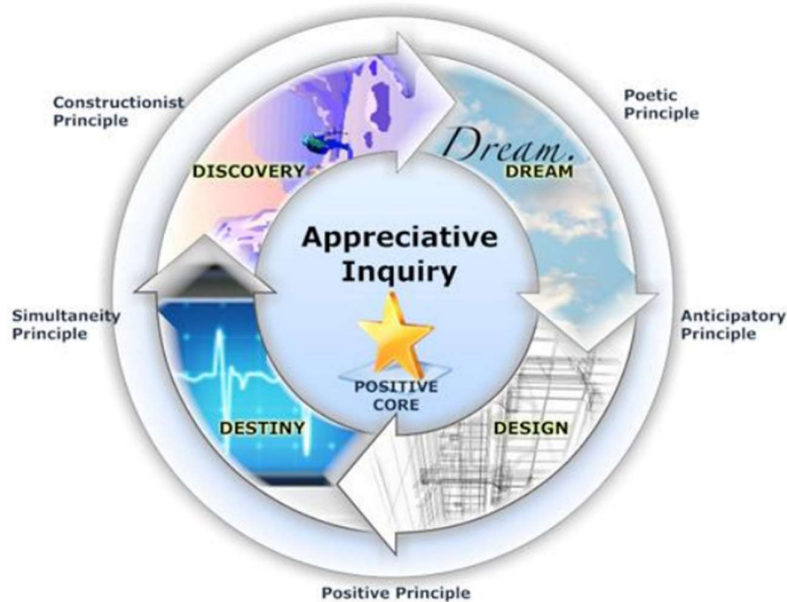 Constructionist
Principle
Poetic
Principle
Dream.
DISCOVERY
DREAM
Appreciative
Inquiry
Simultaneity
Principle
Anticipatory
Principle
POSITIVE
CORE
DESTINY
DESIGN
Positive Principle